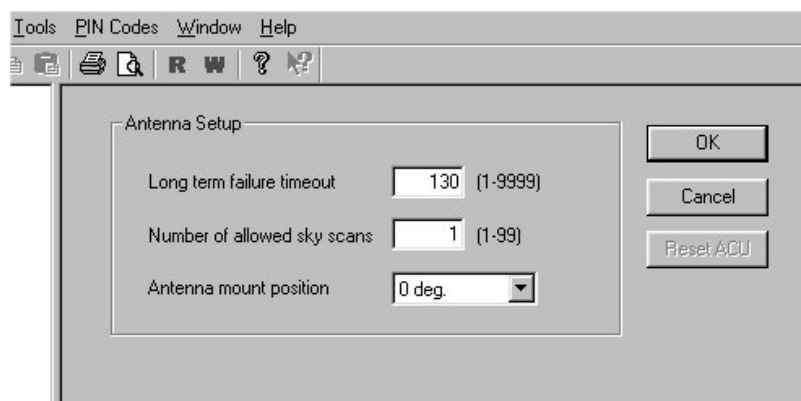 Tools PIN Codes Window Help
R W ? ?
Antenna Setup
Long term failure timeout 130 (1-9999)
Number of allowed sky scans 1 (1-99)
Antenna mount position 0 deg.
OK
Cancel
Reset ACU